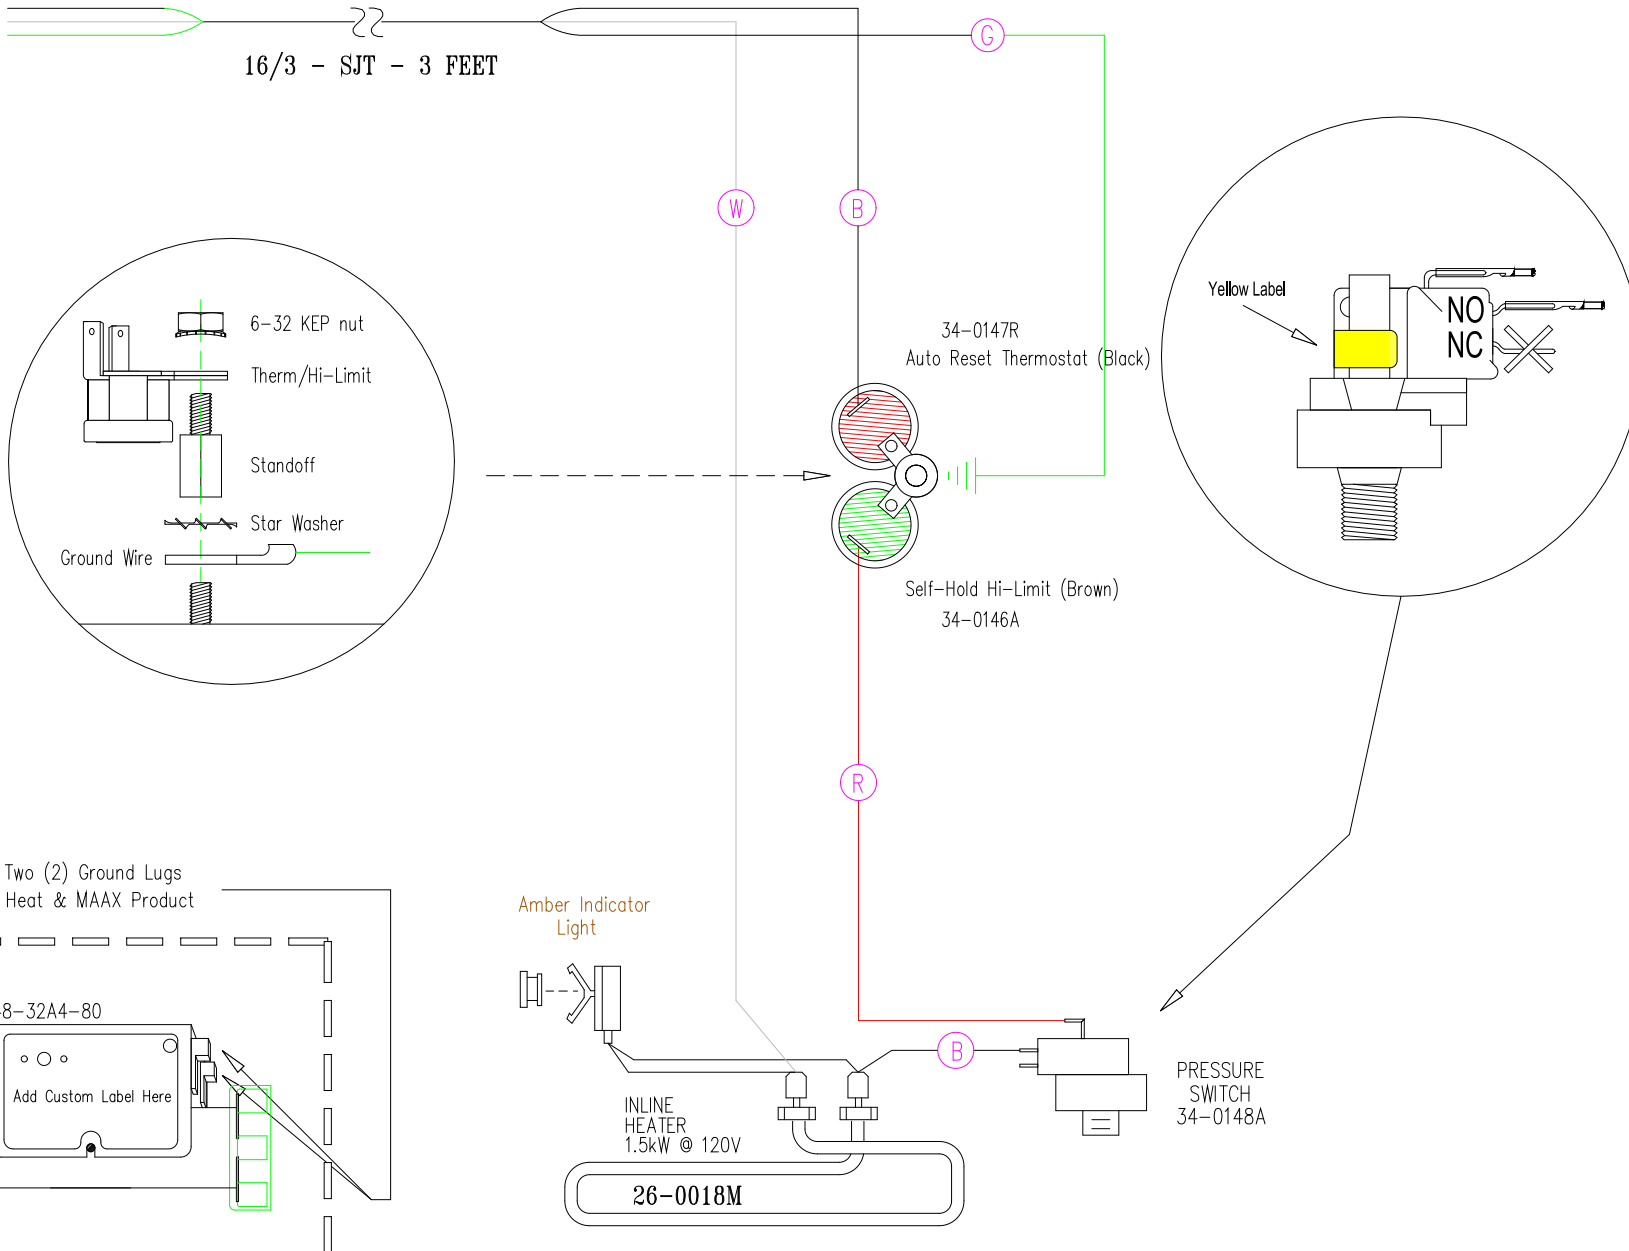 G
16/3 - SJT - 3 FEET
W
B
Yellow Label
NO
NC
6-32 KEP nut
Therm/Hi-Limit
Standoff
Star Washer
Ground Wire
34-0147R
Auto Reset Thermostat (Black)
Self-Hold Hi-Limit (Brown)
34-0146A
R
Two (2) Ground Lugs
Heat & MAAX Product
8-32A4-80
Add Custom Label Here
Amber Indicator
Light
B
PRESSURE
SWITCH
34-0148A
INLINE
HEATER
1.5kW @ 120V
26-0018M